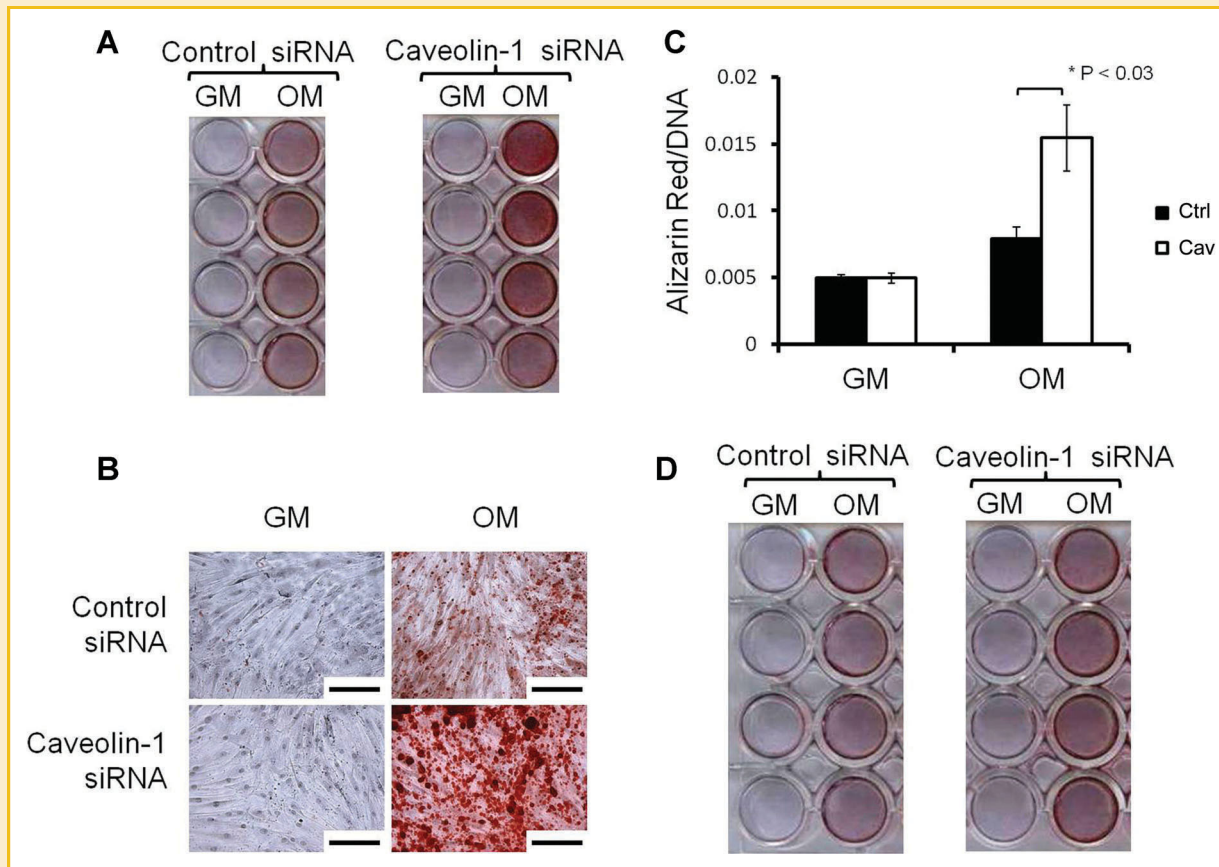 A
Control siRNA
GM OM
Caveolin-1 siRNA
GM OM
B
GM OM
Control
siRNA
Caveolin-1
siRNA
C
* P < 0.03
0.02
0.015
0.01
0.005
0
Alizarin Red/DNA
GM OM
Ctrl
Cav
D
Control siRNA
GM OM
Caveolin-1 siRNA
GM OM